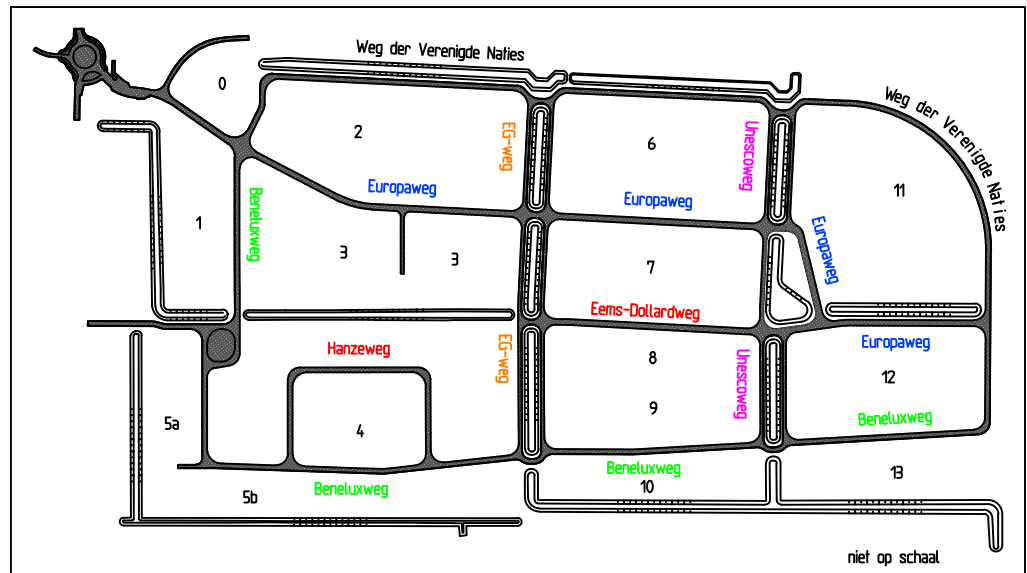 Weg der Verenigde Naties
0
Weg der Verenigde Naties
2
EG-weg
6
Unescoweg
11
Europaweg
Europaweg
Beneluxweg
1
Europaweg
3
3
7
Eems-Dollardweg
Hanzeweg
EG-weg
8
Unescoweg
Europaweg
12
5a
4
9
Beneluxweg
Beneluxweg
13
5b
Beneluxweg
10
niet op schaal